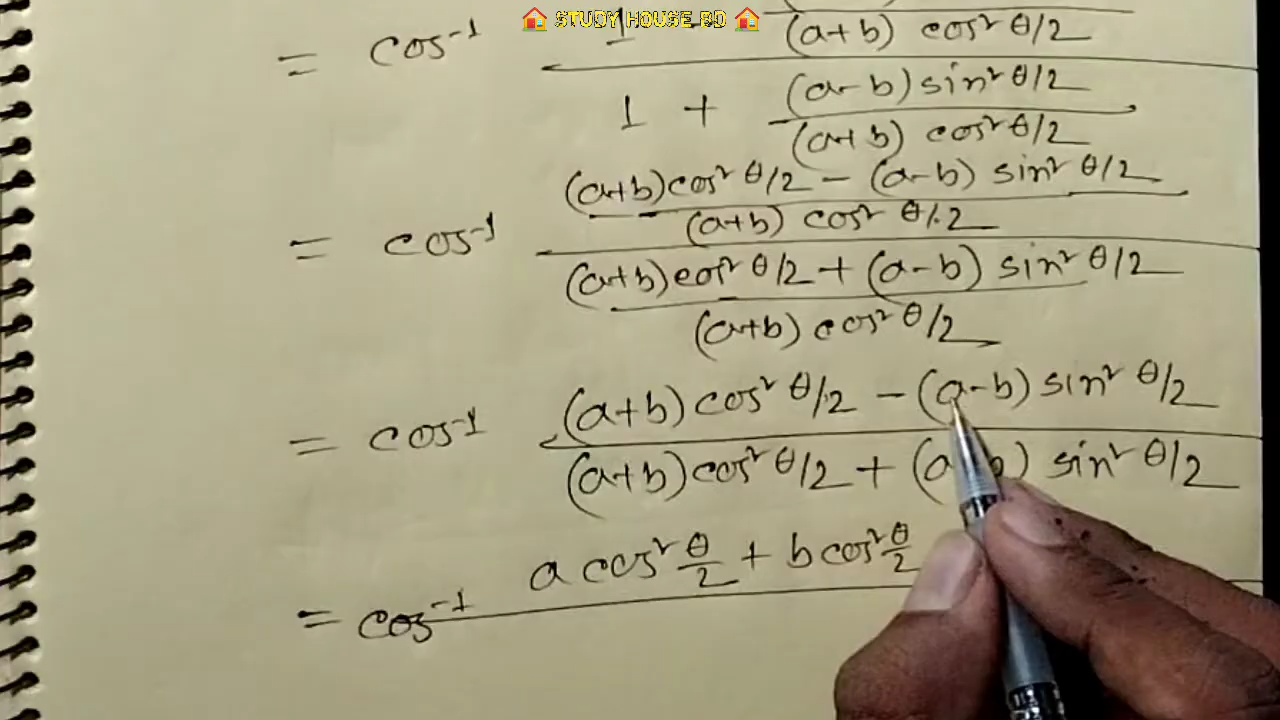 🏠 STUDY HOUSE BD 🏠
= cos⁻¹ 1 - (a+b) cos² θ/2
1 + (a-b) sin² θ/2
(a+b) cos² θ/2
(a+b) cos² θ/2 - (a-b) sin² θ/2
(a+b) cos² θ/2
= cos⁻¹
(a+b) cos² θ/2 + (a-b) sin² θ/2
(a+b) cos² θ/2
(a+b) cos² θ/2 - (a-b) sin² θ/2
= cos⁻¹
(a+b) cos² θ/2 + (a-b) sin² θ/2
a cos² θ/2 + b cos² θ/2
= cos⁻¹